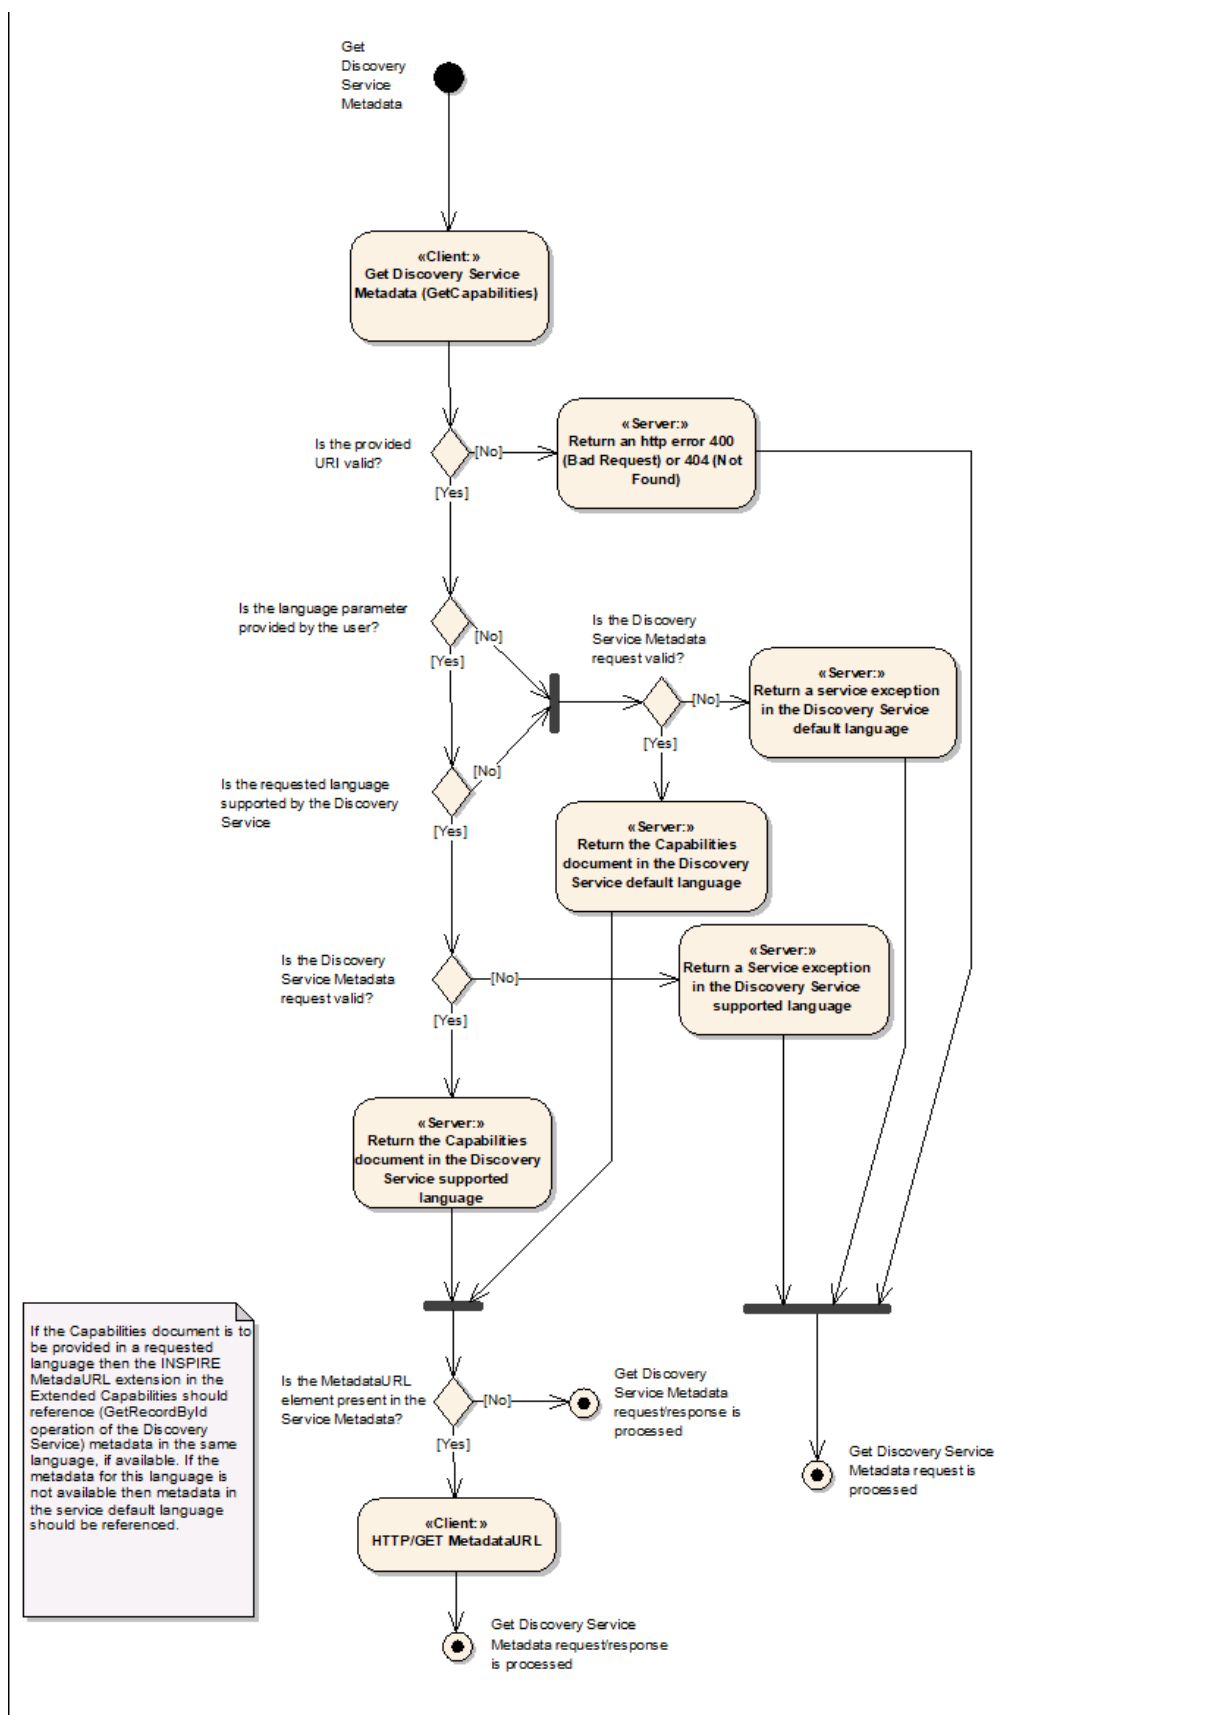 Get
Discovery
Service
Metadata
«Client:»
Get Discovery Service
Metadata (GetCapabilities)
Is the provided
URI valid?
[No]
[Yes]
«Server:»
Return an http error 400
(Bad Request) or 404 (Not
Found)
Is the language parameter
provided by the user?
[No]
[Yes]
Is the Discovery
Service Metadata
request valid?
[No]
[Yes]
«Server:»
Return a service exception
in the Discovery Service
default language
Is the requested language
supported by the Discovery
Service
[No]
[Yes]
«Server:»
Return the Capabilities
document in the Discovery
Service default language
Is the Discovery
Service Metadata
request valid?
[No]
[Yes]
«Server:»
Return a Service exception
in the Discovery Service
supported language
«Server:»
Return the Capabilities
document in the Discovery
Service supported
language
If the Capabilities document is to
be provided in a requested
language then the INSPIRE
MetadaURL extension in the
Extended Capabilities should
reference (GetRecordById
operation of the Discovery
Service) metadata in the same
language, if available. If the
metadata for this language is
not available then metadata in
the service default language
should be referenced.
Is the MetadataURL
element present in the
Service Metadata?
[No]
[Yes]
Get Discovery
Service Metadata
request/response is
processed
Get Discovery Service
Metadata request is
processed
«Client:»
HTTP/GET MetadataURL
Get Discovery Service
Metadata request/response
is processed